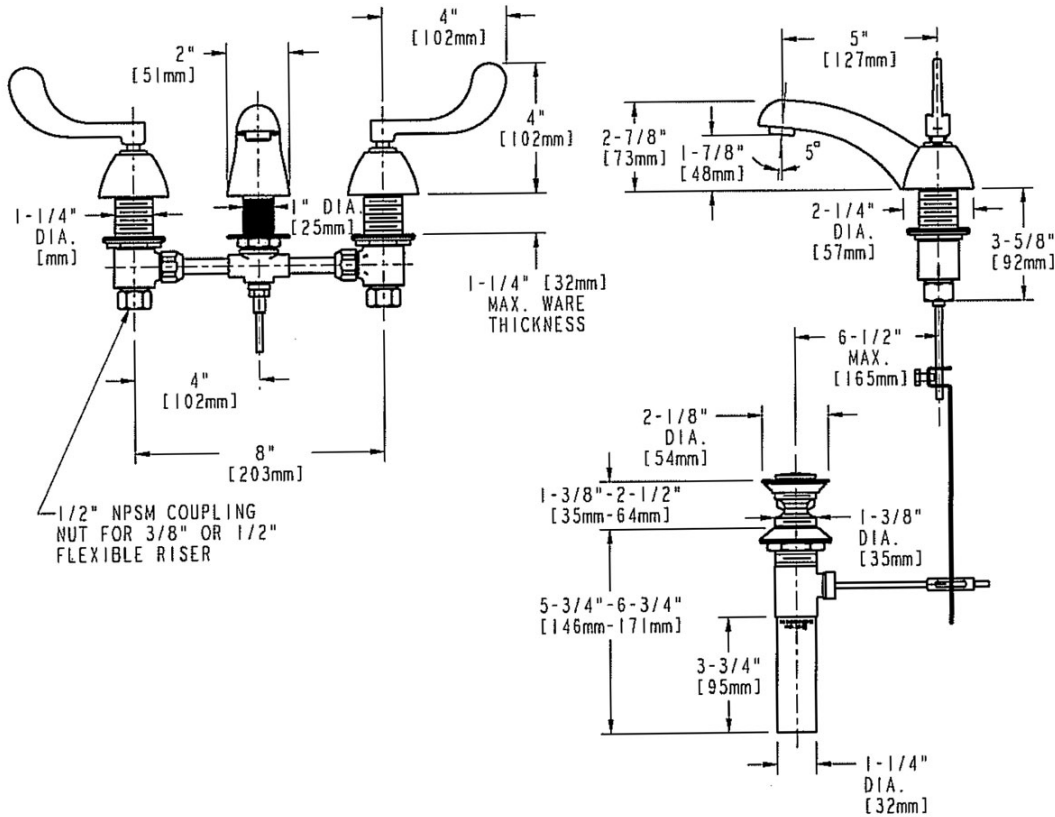 4"
[102mm]
2"
[51mm]
4"
[102mm]
1-1/4"
DIA.
[mm]
1" DIA.
[25mm]
1-1/4" [32mm]
MAX. WARE
THICKNESS
4"
[102mm]
8"
[203mm]
1/2" NPSM COUPLING
NUT FOR 3/8" OR 1/2"
FLEXIBLE RISER
5"
[127mm]
2-7/8"
[73mm]
1-7/8"
[48mm]
5°
2-1/4"
DIA.
[57mm]
3-5/8"
[92mm]
6-1/2"
MAX.
[165mm]
2-1/8"
DIA.
[54mm]
1-3/8"-2-1/2"
[35mm-64mm]
1-3/8"
DIA.
[35mm]
5-3/4"-6-3/4"
[146mm-171mm]
3-3/4"
[95mm]
1-1/4"
DIA.
[32mm]